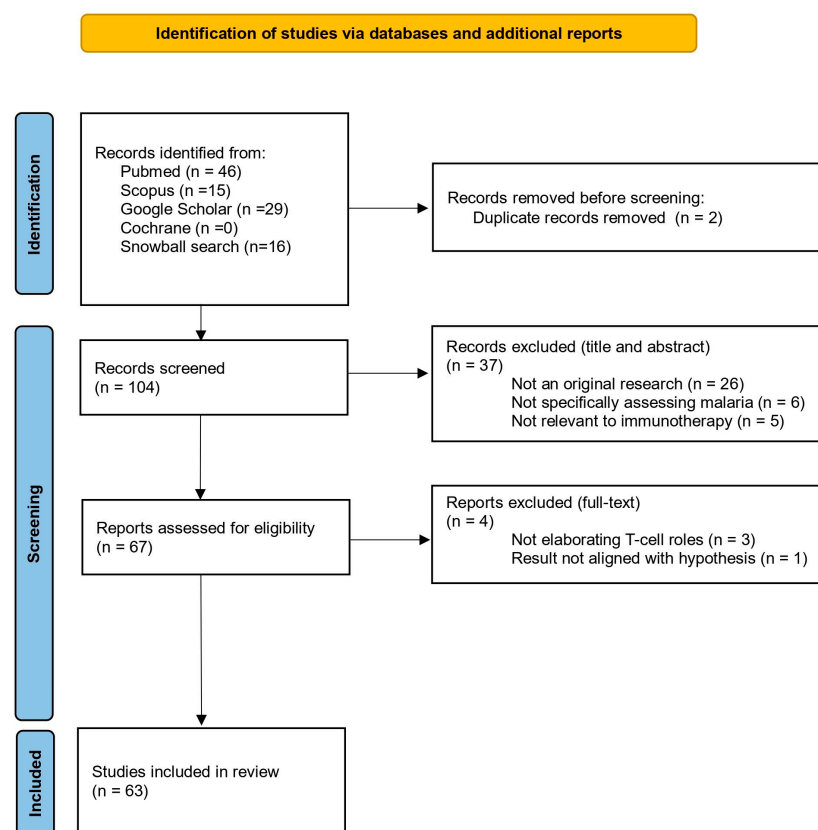 Identification of studies via databases and additional reports
Identification
Records identified from:
Pubmed (n = 46)
Scopus (n =15)
Google Scholar (n =29)
Cochrane (n =0)
Snowball search (n=16)
Records removed before screening:
Duplicate records removed (n = 2)
Screening
Records screened
(n = 104)
Records excluded (title and abstract)
(n = 37)
Not an original research (n = 26)
Not specifically assessing malaria (n = 6)
Not relevant to immunotherapy (n = 5)
Reports assessed for eligibility
(n = 67)
Reports excluded (full-text)
(n = 4)
Not elaborating T-cell roles (n = 3)
Result not aligned with hypothesis (n = 1)
Included
Studies included in review
(n = 63)